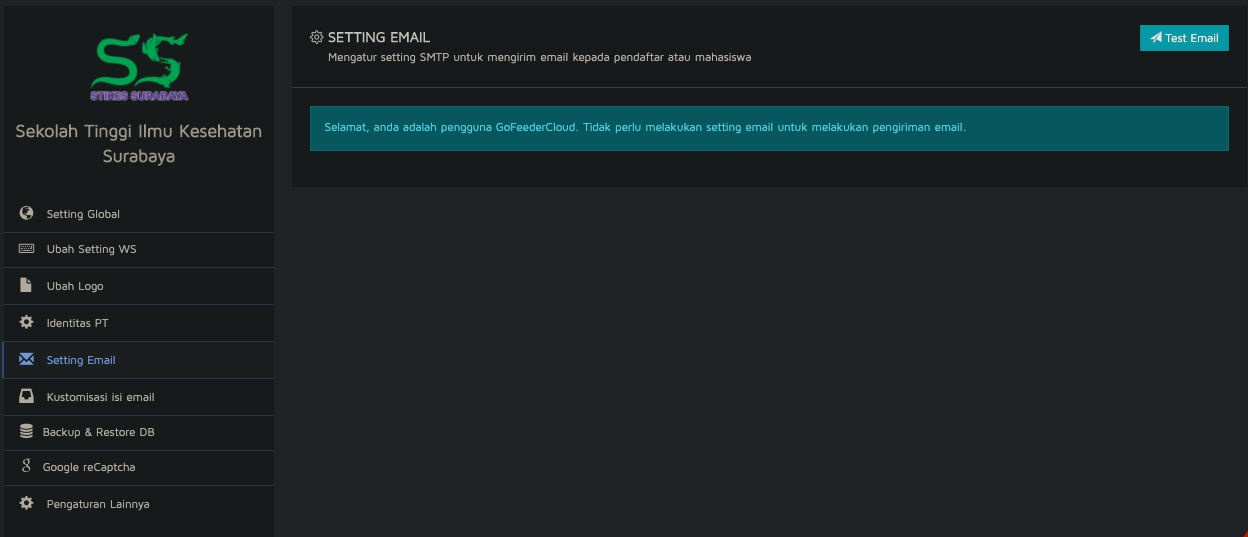 STIKES SURABAYA
Sekolah Tinggi Ilmu Kesehatan
Surabaya
Setting Global
Ubah Setting WS
Ubah Logo
Identitas PT
Setting Email
Kustomisasi isi email
Backup & Restore DB
Google reCaptcha
Pengaturan Lainnya
SETTING EMAIL
Mengatur setting SMTP untuk mengirim email kepada pendaftar atau mahasiswa
Test Email
Selamat, anda adalah pengguna GoFeederCloud. Tidak perlu melakukan setting email untuk melakukan pengiriman email.